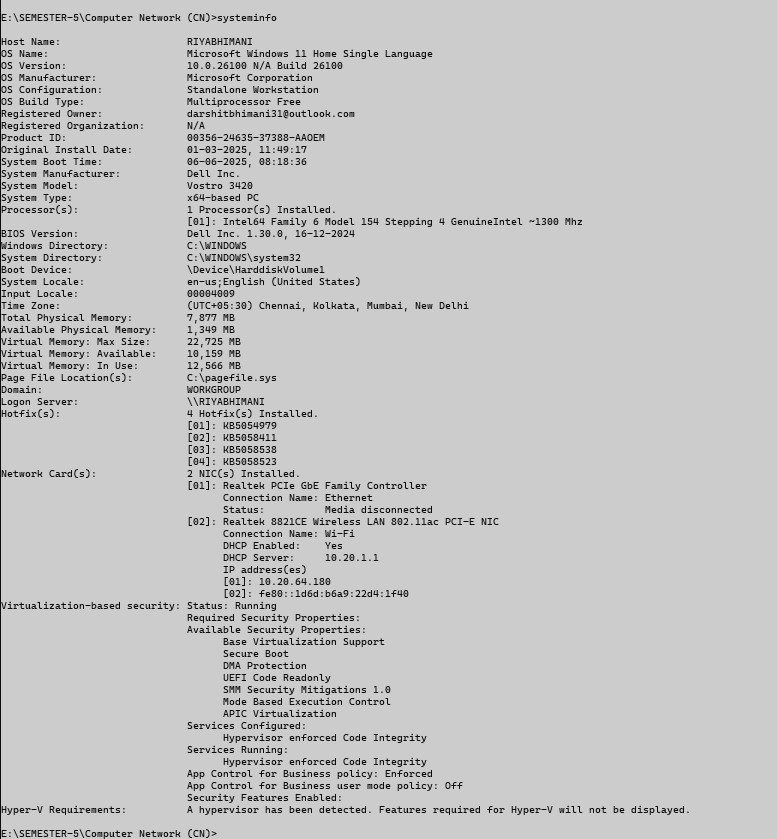 E:\SEMESTER-5\Computer Network (CN)>systeminfo
Host Name: RIYABHIMANI
OS Name: Microsoft Windows 11 Home Single Language
OS Version: 10.0.26100 N/A Build 26100
OS Manufacturer: Microsoft Corporation
OS Configuration: Standalone Workstation
OS Build Type: Multiprocessor Free
Registered Owner: darshitbhimani31@outlook.com
Registered Organization: N/A
Product ID: 00356-24635-37388-AAOEM
Original Install Date: 01-03-2025, 11:49:17
System Boot Time: 06-06-2025, 08:18:36
System Manufacturer: Dell Inc.
System Model: Vostro 3420
System Type: x64-based PC
Processor(s): 1 Processor(s) Installed.
[01]: Intel64 Family 6 Model 154 Stepping 4 GenuineIntel ~1300 Mhz
BIOS Version: Dell Inc. 1.30.0, 16-12-2024
Windows Directory: C:\WINDOWS
System Directory: C:\WINDOWS\system32
Boot Device: \Device\HarddiskVolume1
System Locale: en-us;English (United States)
Input Locale: 00004009
Time Zone: (UTC+05:30) Chennai, Kolkata, Mumbai, New Delhi
Total Physical Memory: 7,877 MB
Available Physical Memory: 1,349 MB
Virtual Memory: Max Size: 22,725 MB
Virtual Memory: Available: 10,159 MB
Virtual Memory: In Use: 12,566 MB
Page File Location(s): C:\pagefile.sys
Domain: WORKGROUP
Logon Server: \\RIYABHIMANI
Hotfix(s): 4 Hotfix(s) Installed.
[01]: KB5054979
[02]: KB5058411
[03]: KB5058538
[04]: KB5058523
Network Card(s): 2 NIC(s) Installed.
[01]: Realtek PCIe GbE Family Controller
Connection Name: Ethernet
Status: Media disconnected
[02]: Realtek 8821CE Wireless LAN 802.11ac PCI-E NIC
Connection Name: Wi-Fi
DHCP Enabled: Yes
DHCP Server: 10.20.1.1
IP address(es)
[01]: 10.20.64.180
[02]: fe80::1d6d:b6a9:22d4:1f40
Virtualization-based security: Status: Running
Required Security Properties:
Available Security Properties:
Base Virtualization Support
Secure Boot
DMA Protection
UEFI Code Readonly
SMM Security Mitigations 1.0
Mode Based Execution Control
APIC Virtualization
Services Configured:
Hypervisor enforced Code Integrity
Services Running:
Hypervisor enforced Code Integrity
App Control for Business policy: Enforced
App Control for Business user mode policy: Off
Security Features Enabled:
Hyper-V Requirements: A hypervisor has been detected. Features required for Hyper-V will not be displayed.
E:\SEMESTER-5\Computer Network (CN)>